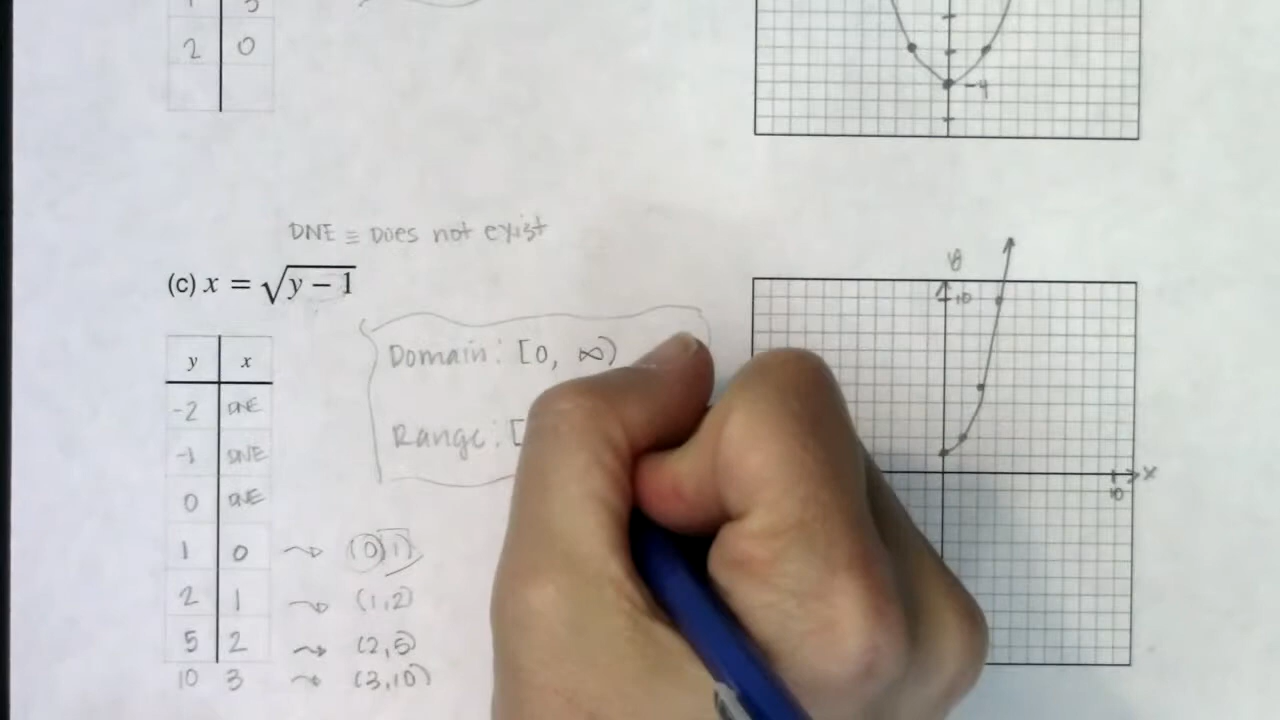 2 0
-4
DNE ≡ Does not exist
(c) x = √(y − 1)
y x
-2 DNE
-1 DNE
0 DNE
1 0 ⇝ (0,1)
2 1 ⇝ (1,2)
5 2 ⇝ (2,5)
10 3 ⇝ (3,10)
Domain: [0, ∞)
Range: [
y
10
x
10